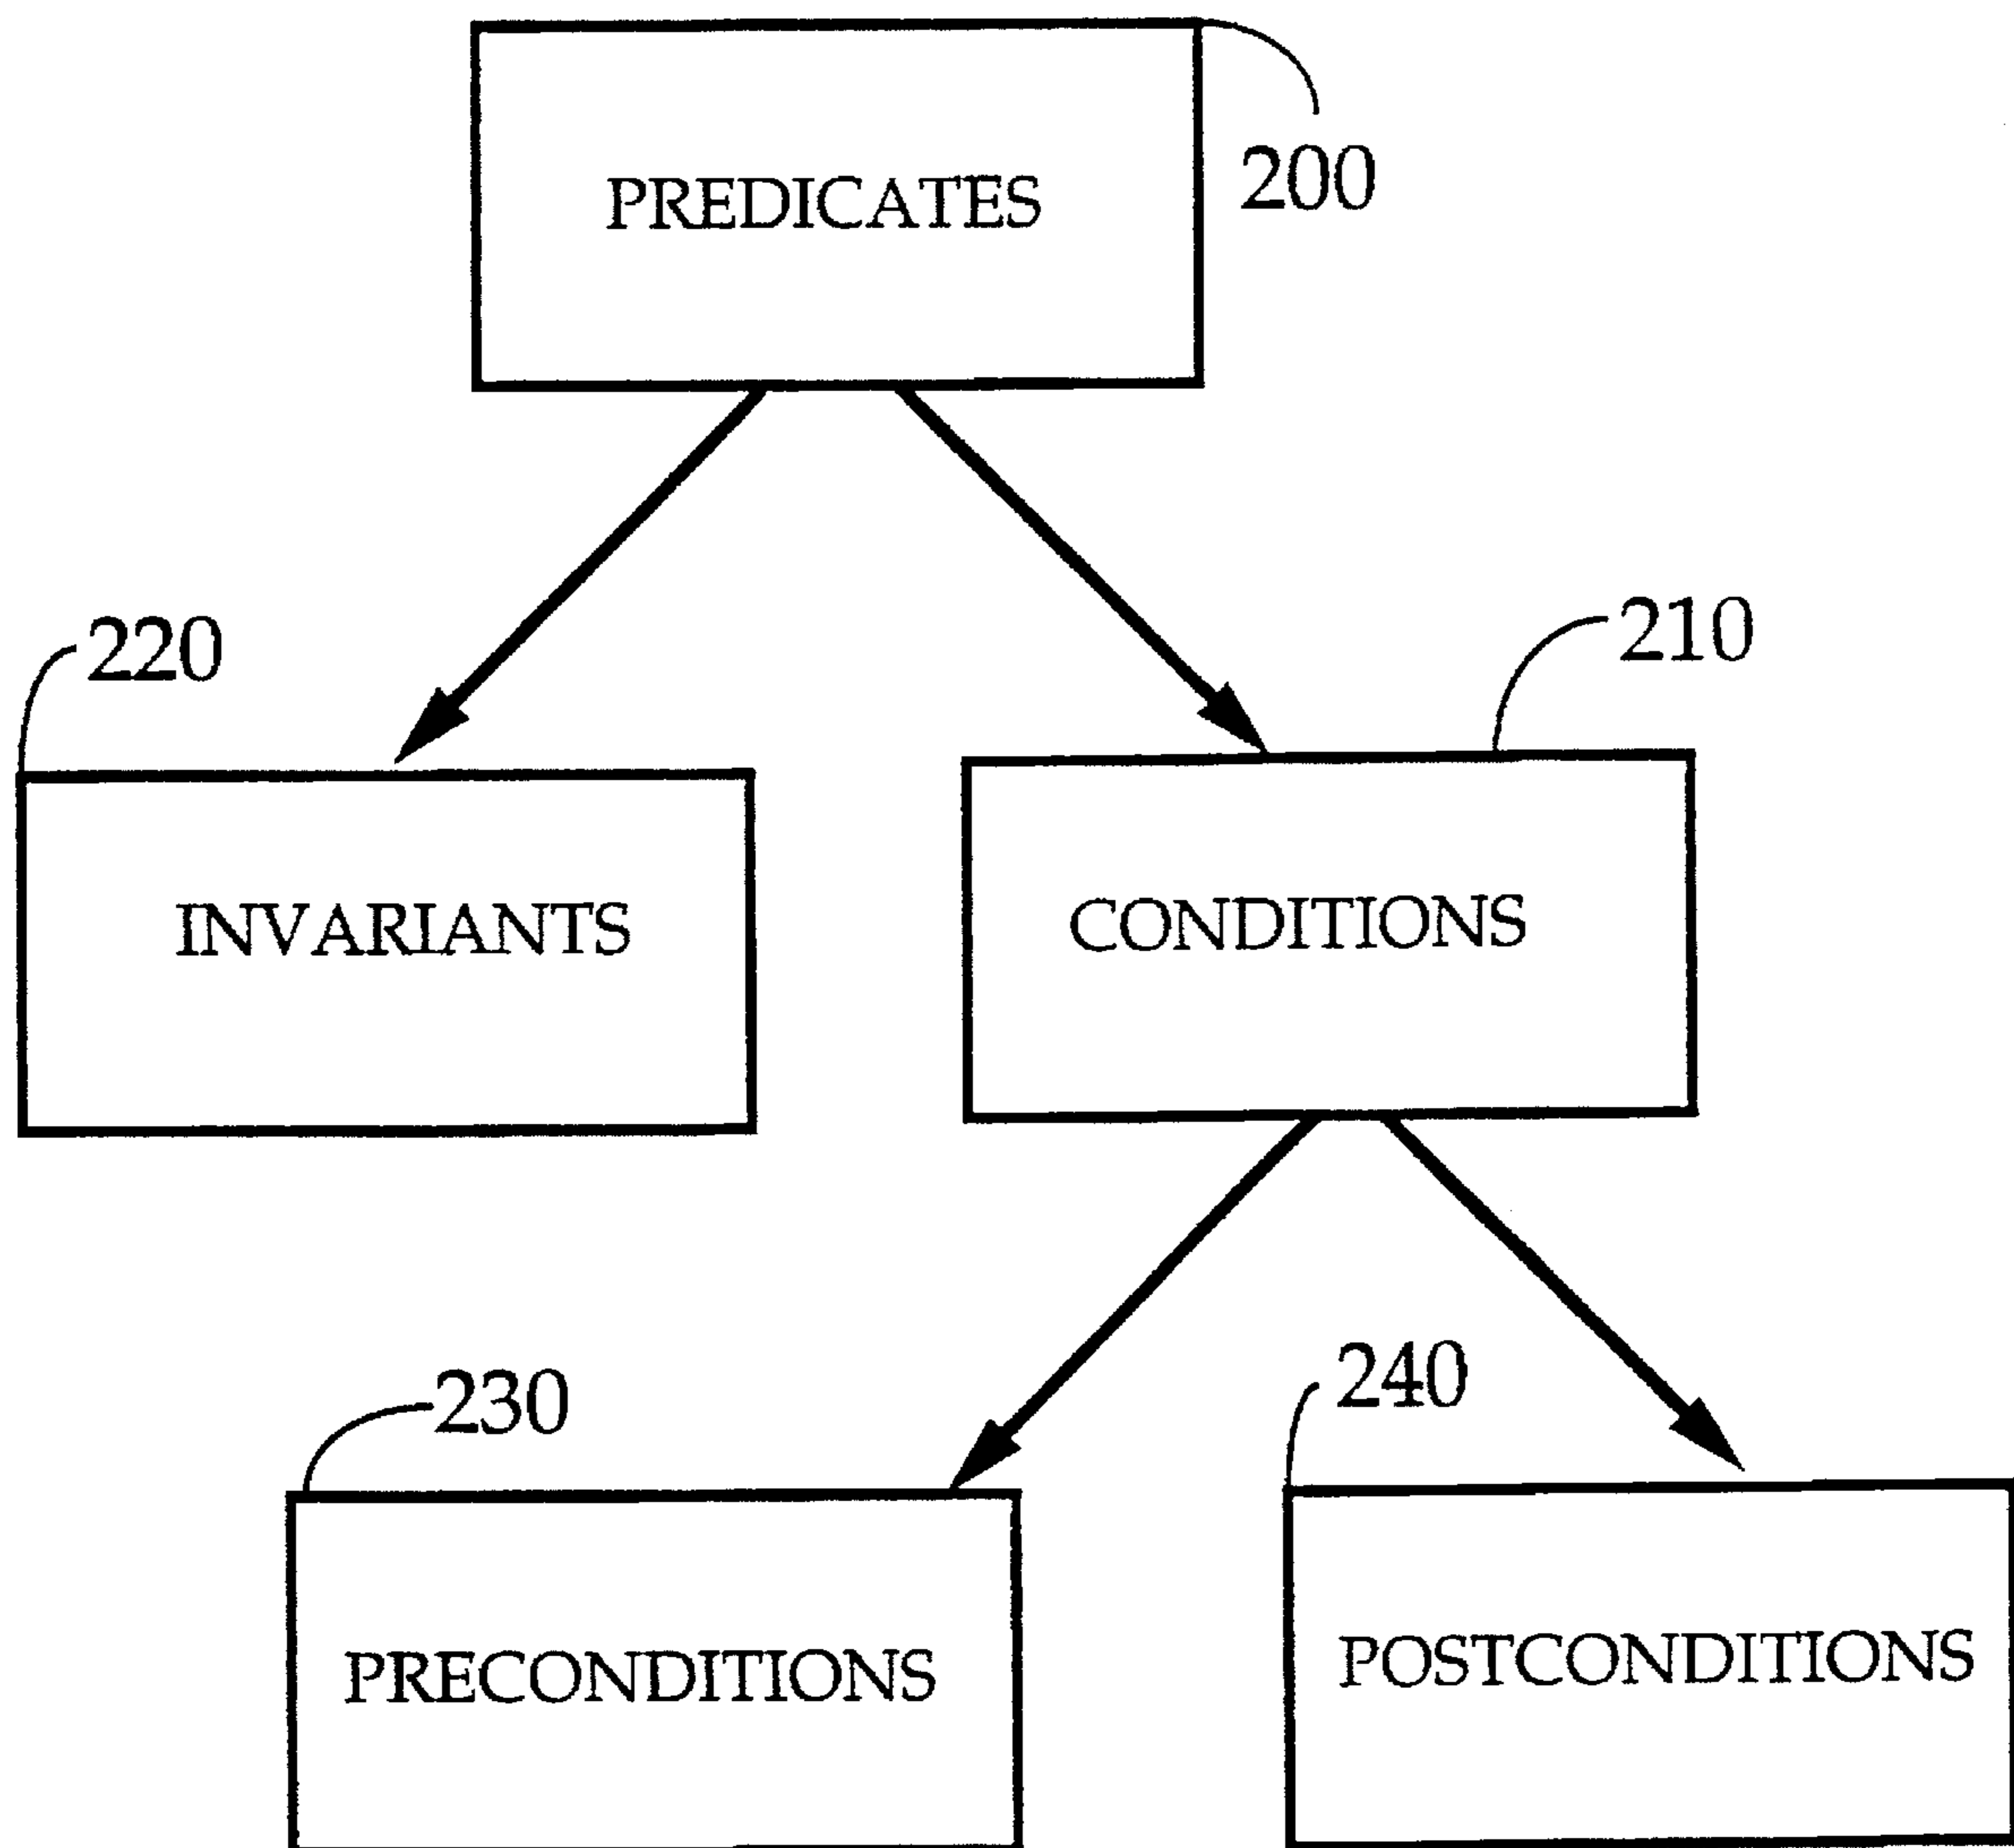 PREDICATES
200
220
210
INVARIANTS
CONDITIONS
230
240
PRECONDITIONS
POSTCONDITIONS